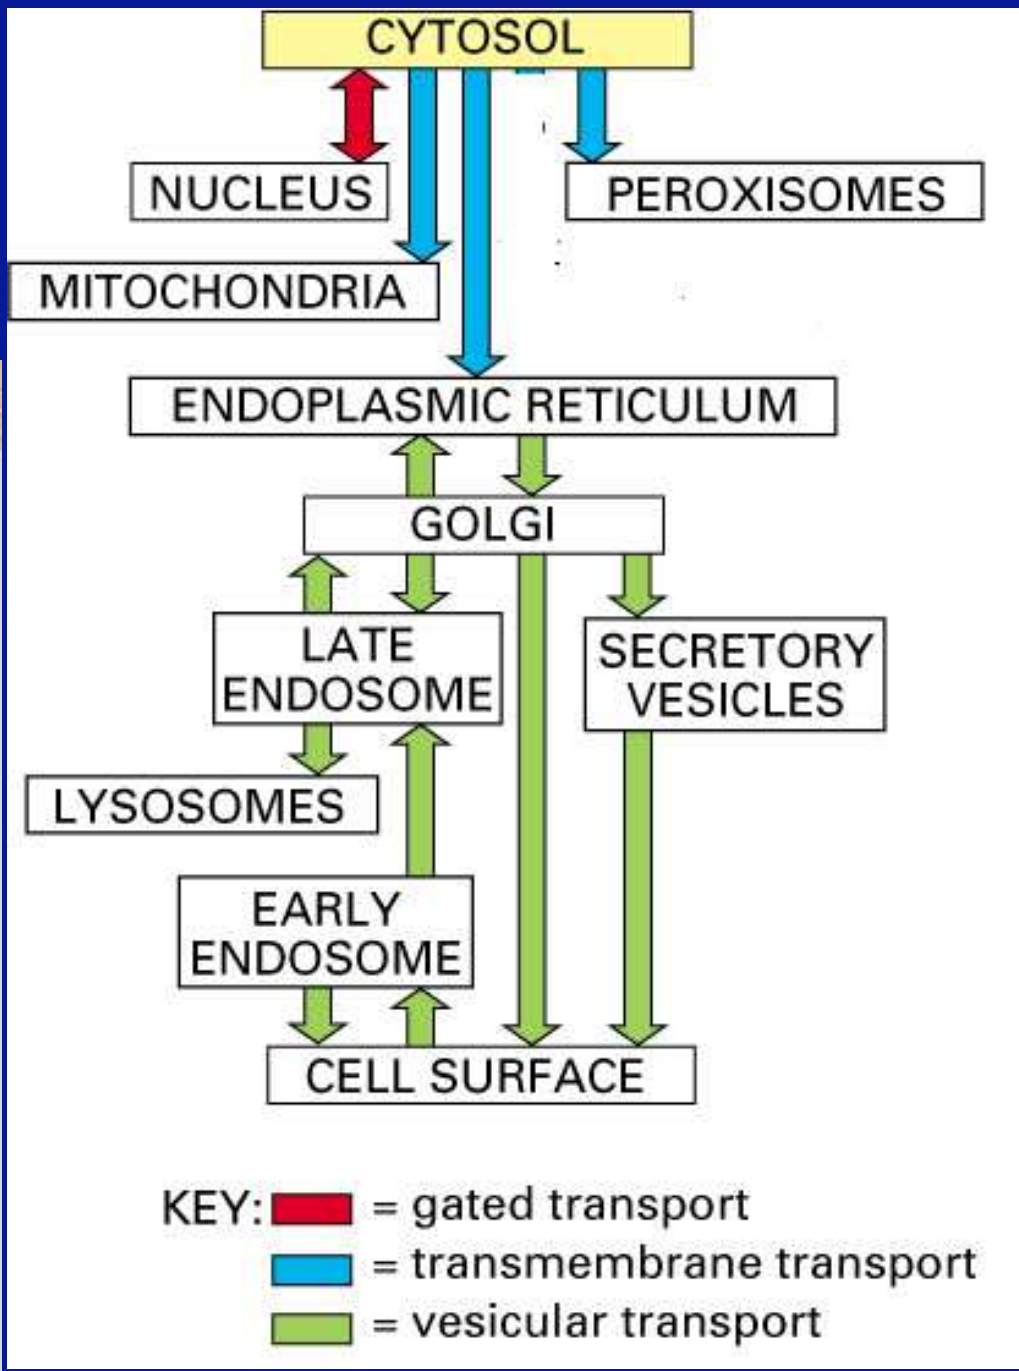 CYTOSOL
NUCLEUS
PEROXISOMES
MITOCHONDRIA
ENDOPLASMIC RETICULUM
GOLGI
LATE
ENDOSOME
SECRETORY
VESICLES
LYSOSOMES
EARLY
ENDOSOME
CELL SURFACE
KEY: = gated transport
= transmembrane transport
= vesicular transport